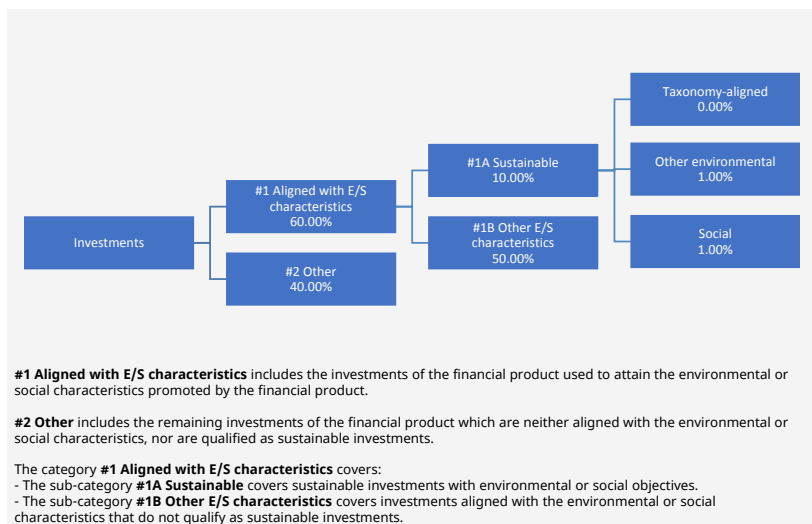 Taxonomy-aligned
0.00%
#1A Sustainable
10.00%
Other environmental
1.00%
#1 Aligned with E/S
characteristics
60.00%
#1B Other E/S
characteristics
50.00%
Social
1.00%
Investments
#2 Other
40.00%
#1 Aligned with E/S characteristics includes the investments of the financial product used to attain the environmental or
social characteristics promoted by the financial product.
#2 Other includes the remaining investments of the financial product which are neither aligned with the environmental or
social characteristics, nor are qualified as sustainable investments.
The category #1 Aligned with E/S characteristics covers:
- The sub-category #1A Sustainable covers sustainable investments with environmental or social objectives.
- The sub-category #1B Other E/S characteristics covers investments aligned with the environmental or social
characteristics that do not qualify as sustainable investments.